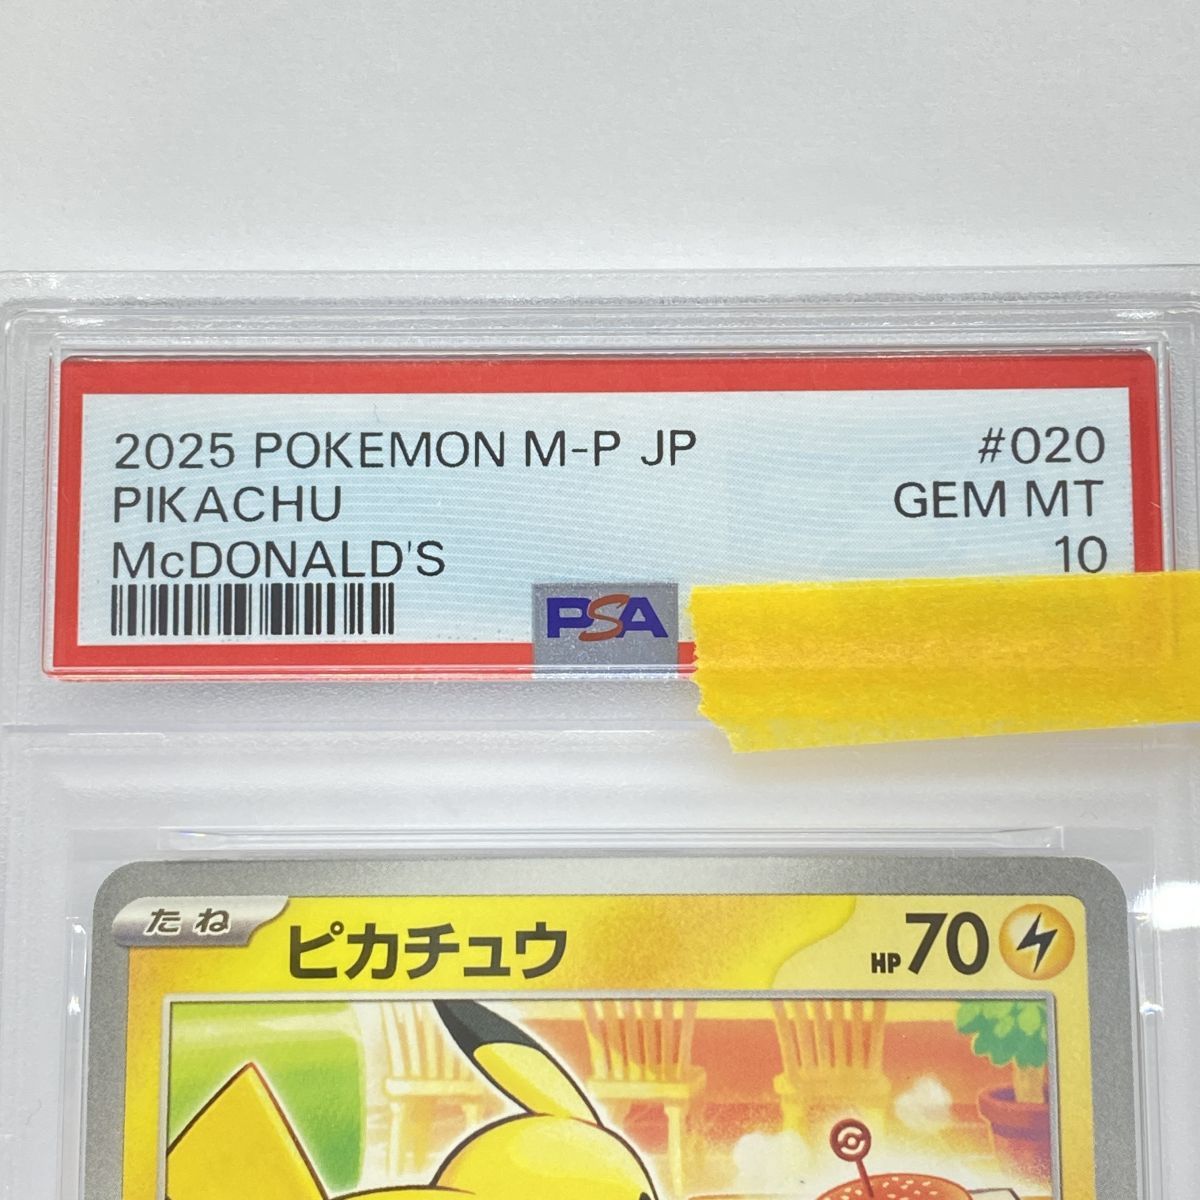 2025 POKEMON M-P JP #020
PIKACHU GEM MT
McDONALD'S 10
PSA
たね ピカチュウ HP70